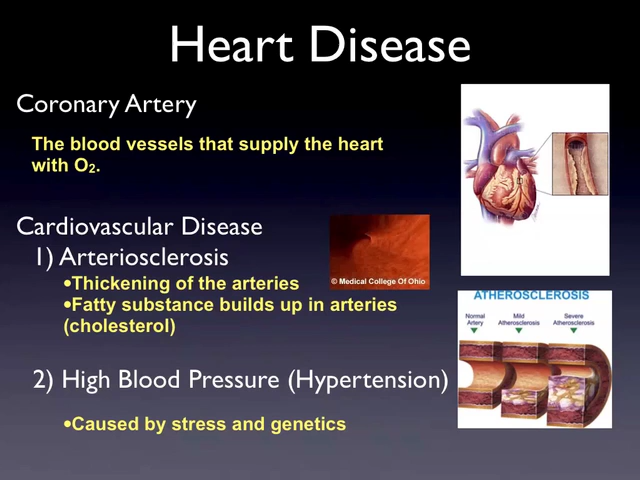 Heart Disease
Coronary Artery
The blood vessels that supply the heart
with O₂.
Cardiovascular Disease
1) Arteriosclerosis
•Thickening of the arteries
•Fatty substance builds up in arteries
(cholesterol)
2) High Blood Pressure (Hypertension)
•Caused by stress and genetics
© Medical College Of Ohio
ATHEROSCLEROSIS
Normal Artery
Mild Atherosclerosis
Severe Atherosclerosis